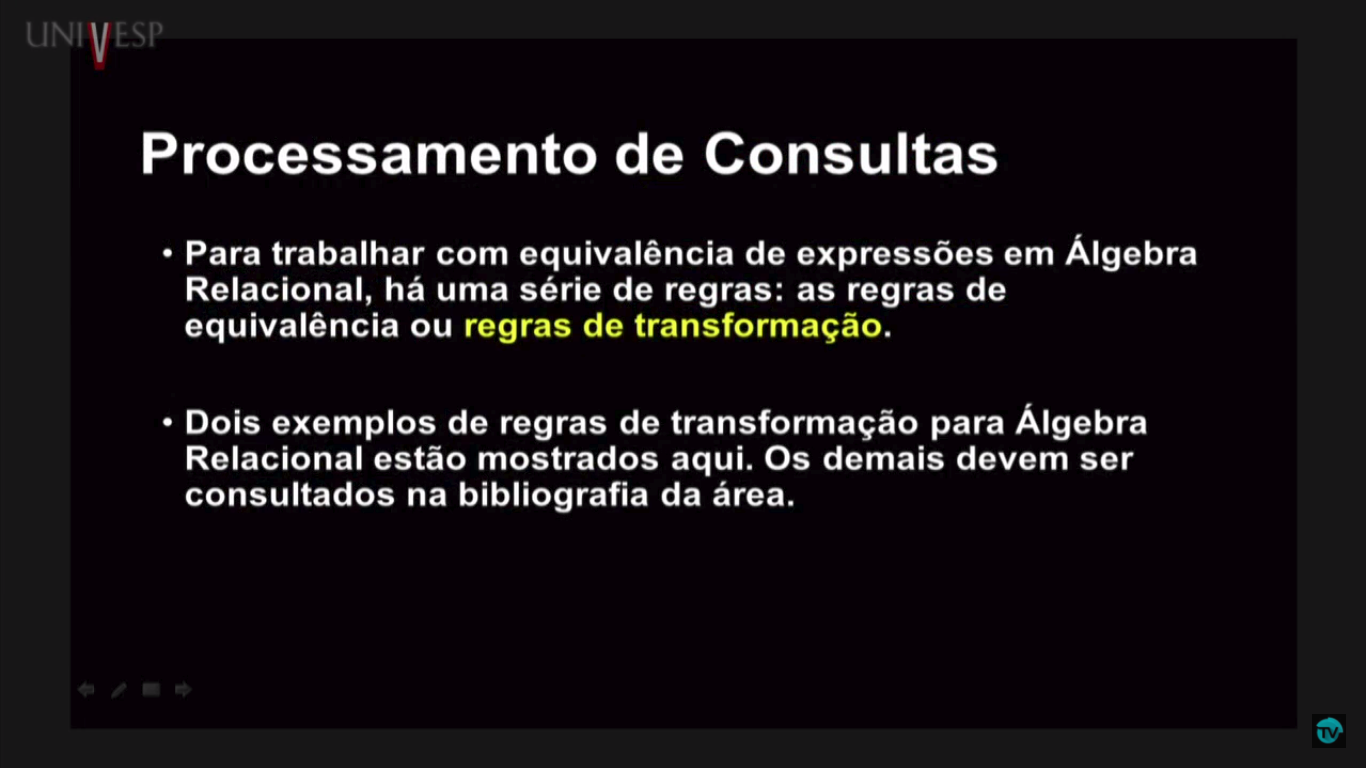 UNIVESP
Processamento de Consultas
• Para trabalhar com equivalência de expressões em Álgebra
Relacional, há uma série de regras: as regras de
equivalência ou regras de transformação.
• Dois exemplos de regras de transformação para Álgebra
Relacional estão mostrados aqui. Os demais devem ser
consultados na bibliografia da área.
TV